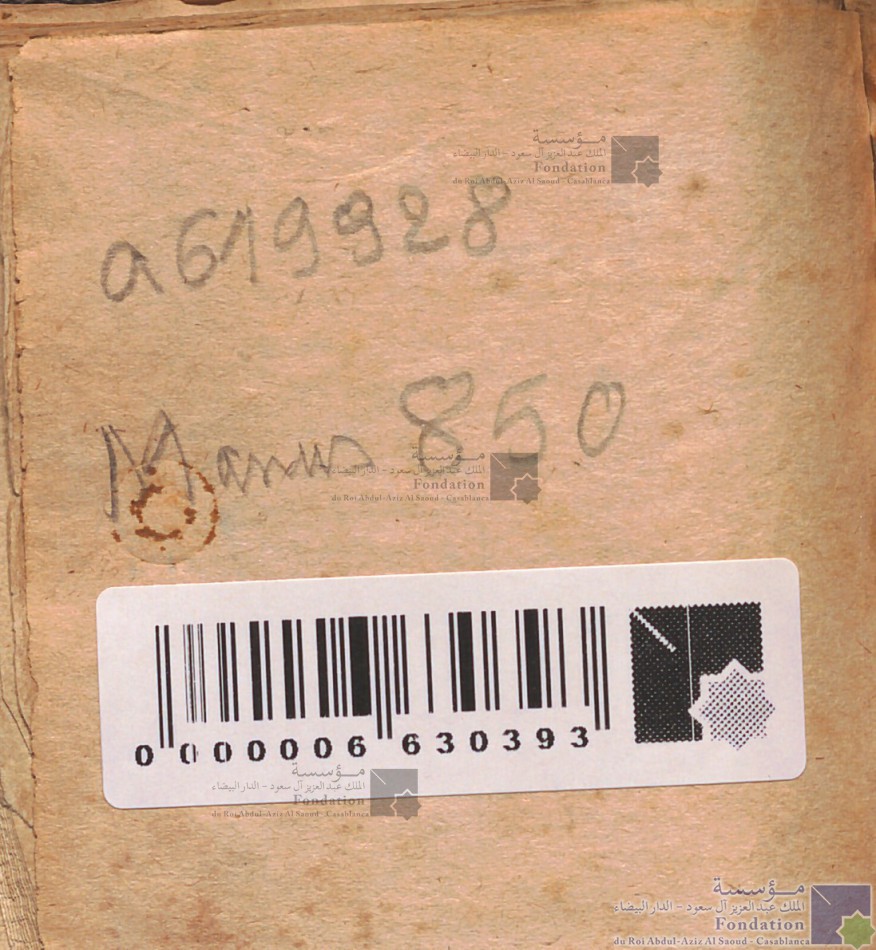 مؤسسة
الملك عبد العزيز آل سعود – الدار البيضاء
Fondation
du Roi Abdul-Aziz Al Saoud - Casablanca
a619928
Manus 850
مؤسسة
الملك عبد العزيز آل سعود – الدار البيضاء
Fondation
du Roi Abdul-Aziz Al Saoud - Casablanca
0 000006 630393
مؤسسة
الملك عبد العزيز آل سعود – الدار البيضاء
Fondation
du Roi Abdul-Aziz Al Saoud - Casablanca
مؤسسة
الملك عبد العزيز آل سعود – الدار البيضاء
Fondation
du Roi Abdul-Aziz Al Saoud - Casablanca